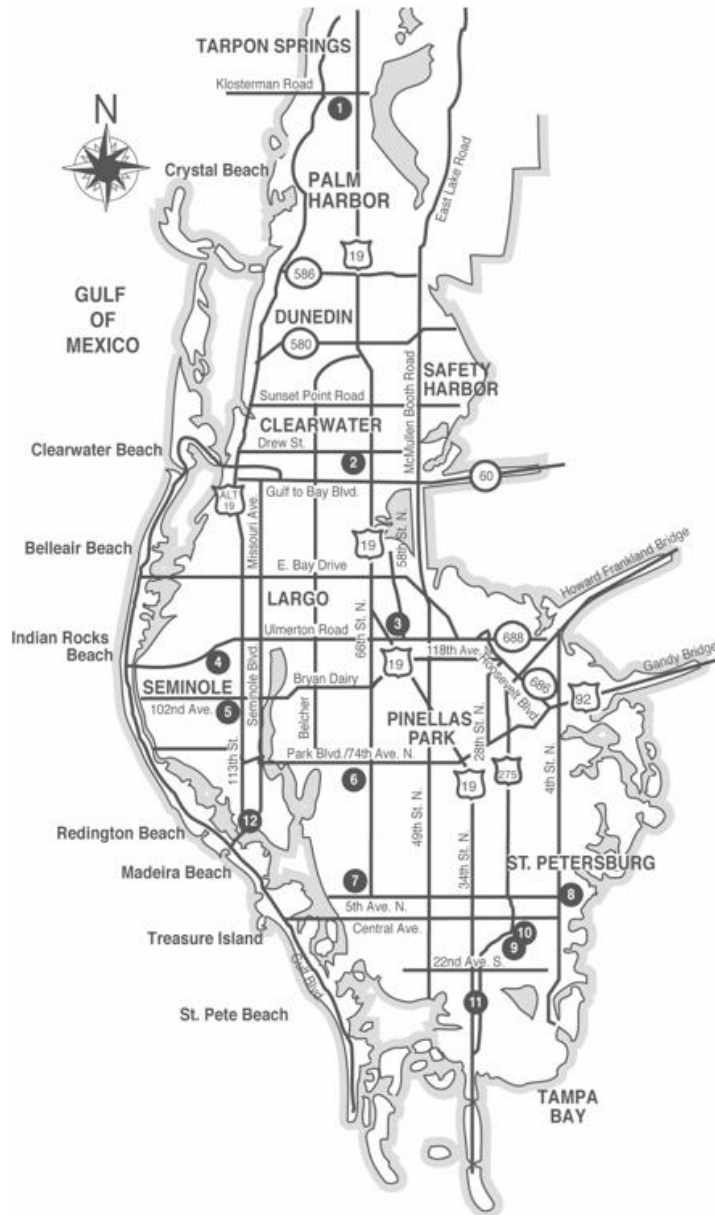 TARPON SPRINGS
Klosterman Road
1
N
Crystal Beach
PALM
HARBOR
East Lake Road
19
586
GULF
OF
MEXICO
DUNEDIN
580
SAFETY
HARBOR
McMullen Booth Road
Sunset Point Road
CLEARWATER
Drew St.
Clearwater Beach
2
60
Gulf to Bay Blvd.
ALT
19
Missouri Ave.
19
58th St. N.
Belleair Beach
E. Bay Drive
Howard Frankland Bridge
LARGO
3
Indian Rocks
Beach
Ulmerton Road
66th St. N.
688
118th Ave.
4
19
Roosevelt Blvd.
686
Gandy Bridge
SEMINOLE
Seminole Blvd.
Bryan Dairy
92
102nd Ave.
5
Belcher
PINELLAS
PARK
28th St. N.
113th St.
Park Blvd./74th Ave. N.
275
4th St. N.
6
19
49th St. N.
34th St. N.
12
Redington Beach
Madeira Beach
ST. PETERSBURG
7
8
5th Ave. N.
Central Ave.
Treasure Island
10
9
22nd Ave. S.
Gulf Blvd.
11
St. Pete Beach
TAMPA
BAY